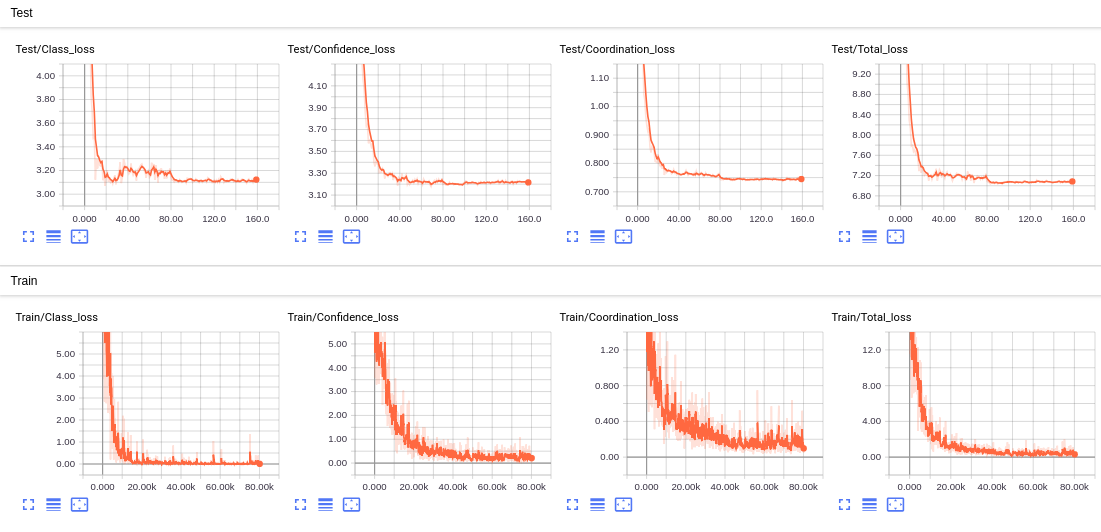 Test
Test/Class_loss
4.00
3.80
3.60
3.40
3.20
3.00
0.000 40.00 80.00 120.0 160.0
Test/Confidence_loss
4.10
3.90
3.70
3.50
3.30
3.10
0.000 40.00 80.00 120.0 160.0
Test/Coordination_loss
1.10
1.00
0.900
0.800
0.700
0.000 40.00 80.00 120.0 160.0
Test/Total_loss
9.20
8.80
8.40
8.00
7.60
7.20
6.80
0.000 40.00 80.00 120.0 160.0
Train
Train/Class_loss
5.00
4.00
3.00
2.00
1.00
0.00
0.000 20.00k 40.00k 60.00k 80.00k
Train/Confidence_loss
5.00
4.00
3.00
2.00
1.00
0.00
0.000 20.00k 40.00k 60.00k 80.00k
Train/Coordination_loss
1.20
0.800
0.400
0.00
0.000 20.00k 40.00k 60.00k 80.00k
Train/Total_loss
12.0
8.00
4.00
0.00
0.000 20.00k 40.00k 60.00k 80.00k